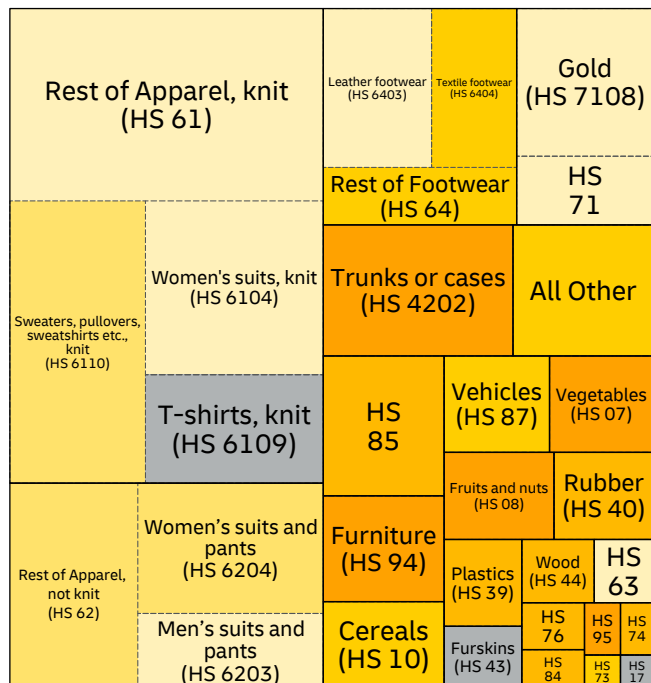 Rest of Apparel, knit
(HS 61)
Leather footwear
(HS 6403)
Textile footwear
(HS 6404)
Gold
(HS 7108)
Rest of Footwear
(HS 64)
HS
71
Sweaters, pullovers,
sweatshirts etc.,
knit
(HS 6110)
Women's suits, knit
(HS 6104)
T-shirts, knit
(HS 6109)
Trunks or cases
(HS 4202)
All Other
HS
85
Vehicles
(HS 87)
Vegetables
(HS 07)
Fruits and nuts
(HS 08)
Rubber
(HS 40)
Rest of Apparel,
not knit
(HS 62)
Women’s suits and
pants
(HS 6204)
Men’s suits and
pants
(HS 6203)
Furniture
(HS 94)
Cereals
(HS 10)
Plastics
(HS 39)
Wood
(HS 44)
HS
63
Furskins
(HS 43)
HS
76
HS
95
HS
74
HS
84
HS
73
HS
17